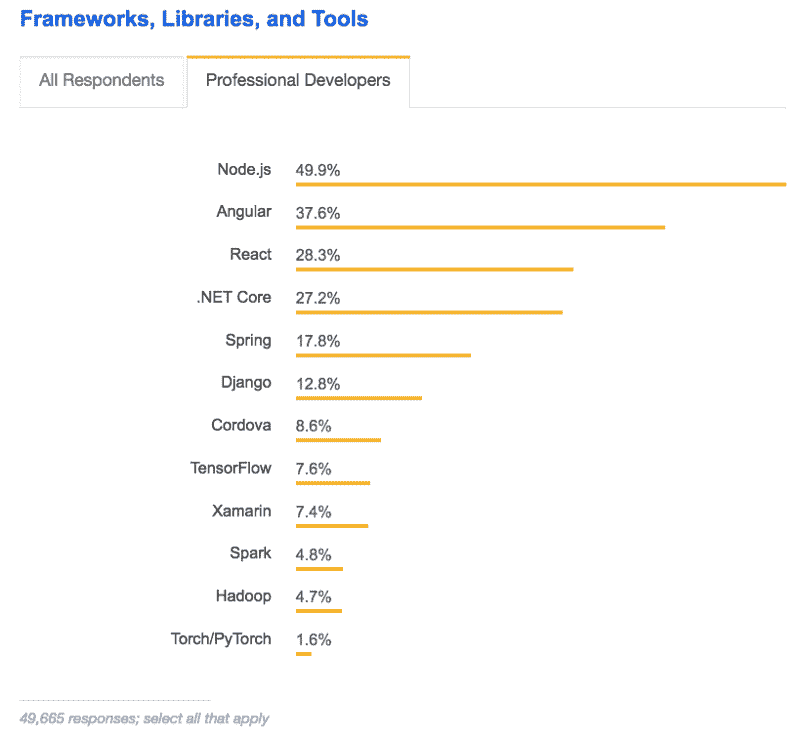 Frameworks, Libraries, and Tools
All Respondents
Professional Developers
Node.js 49.9%
Angular 37.6%
React 28.3%
.NET Core 27.2%
Spring 17.8%
Django 12.8%
Cordova 8.6%
TensorFlow 7.6%
Xamarin 7.4%
Spark 4.8%
Hadoop 4.7%
Torch/PyTorch 1.6%
49,665 responses; select all that apply